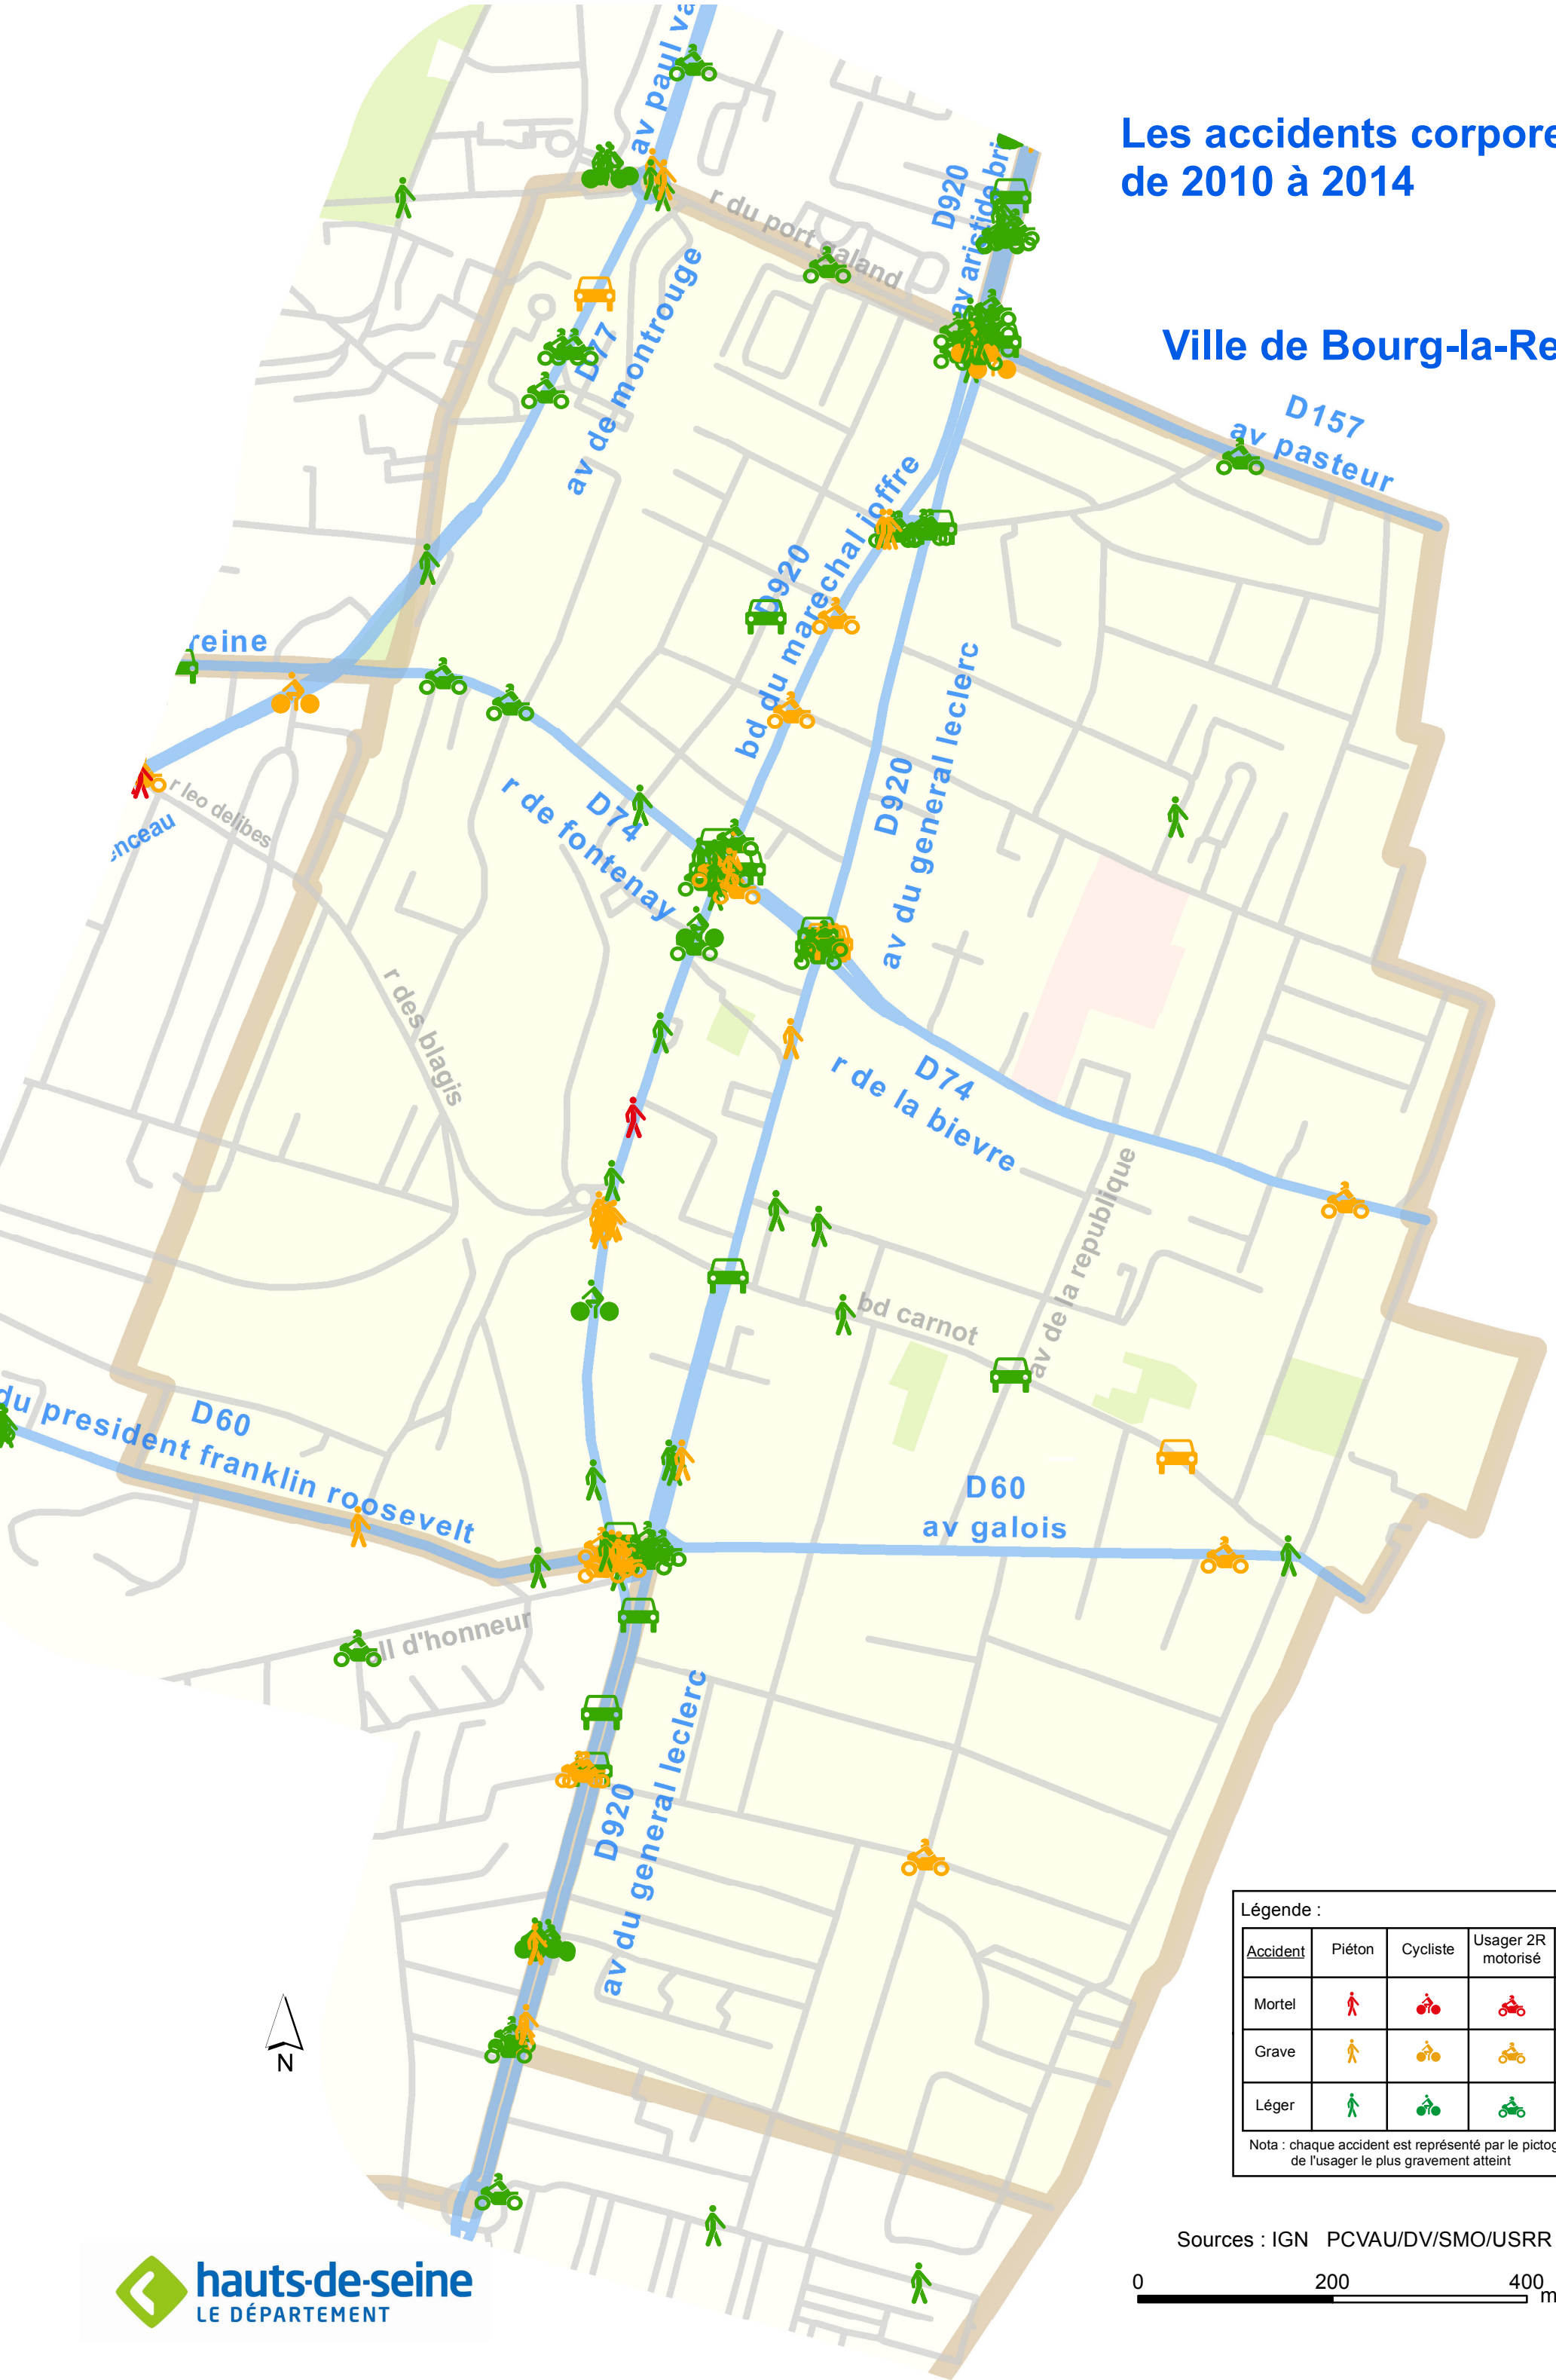 Les accidents corpore
de 2010 à 2014
Ville de Bourg-la-Re
av paul va
D920
av aristide bri
r du port galand
D77
av de montrouge
D157
av pasteur
D920
bd du marechal joffre
reine
D920
av du general leclerc
r leo delibes
enceau
D74
r de fontenay
r des blagis
D74
r de la bievre
av de la republique
bd carnot
D60
du president franklin roosevelt
D60
av galois
ll d'honneur
D920
av du general leclerc
N
Légende :
Accident
Piéton
Cycliste
Usager 2R
motorisé
Mortel
Grave
Léger
Nota : chaque accident est représenté par le pictog
de l'usager le plus gravement atteint
Sources : IGN PCVAU/DV/SMO/USRR
0 200 400 m
hauts-de-seine
LE DÉPARTEMENT